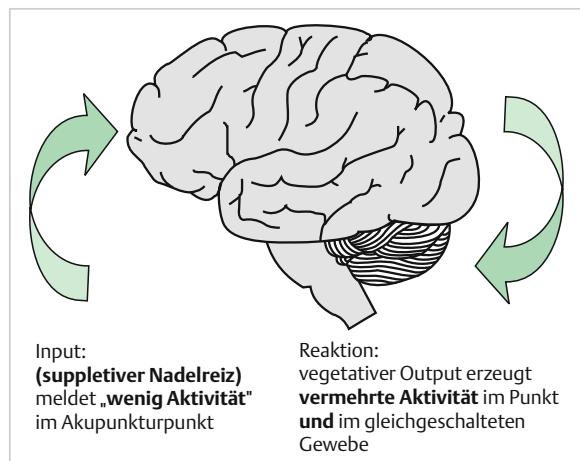 Input:
(suppletiver Nadelreiz)
meldet „wenig Aktivität"
im Akupunkturpunkt
Reaktion:
vegetativer Output erzeugt
vermehrte Aktivität im Punkt
und im gleichgeschalteten
Gewebe